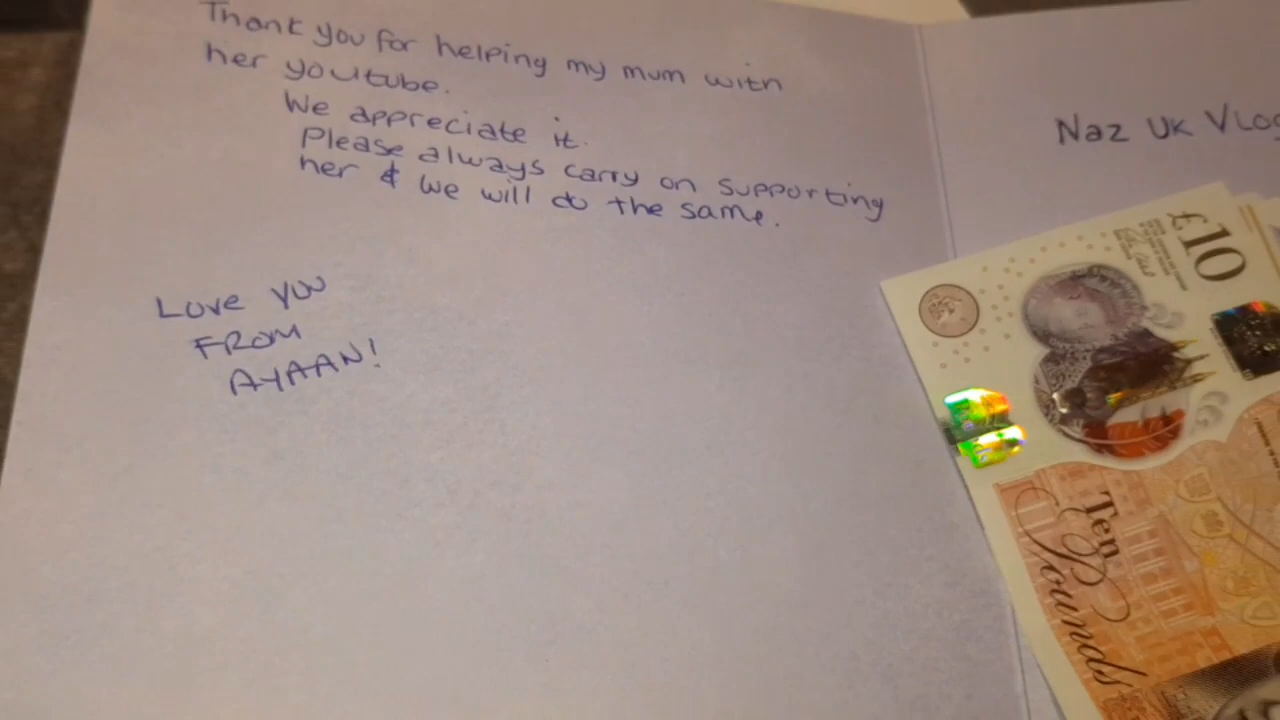 Thank you for helping my mum with
her youtube.
We appreciate it.
Please always carry on supporting
her & we will do the same.
Love you
FROM
AYAAN!
Naz UK Vlog
£10
Ten
Pounds